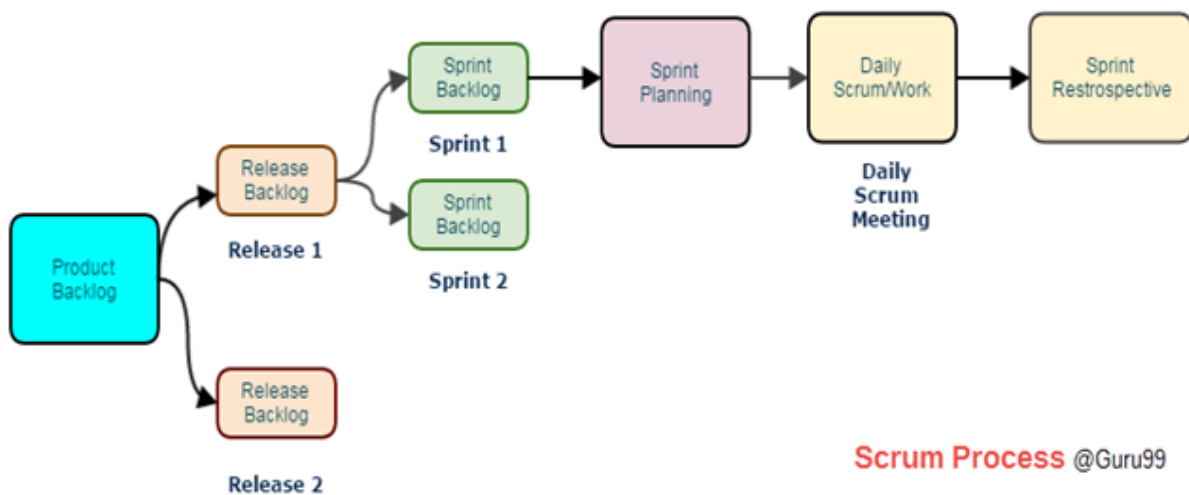 Product
Backlog
Release
Backlog
Release 1
Release
Backlog
Release 2
Sprint
Backlog
Sprint 1
Sprint
Backlog
Sprint 2
Sprint
Planning
Daily
Scrum/Work
Daily
Scrum
Meeting
Sprint
Restrospective
Scrum Process @Guru99